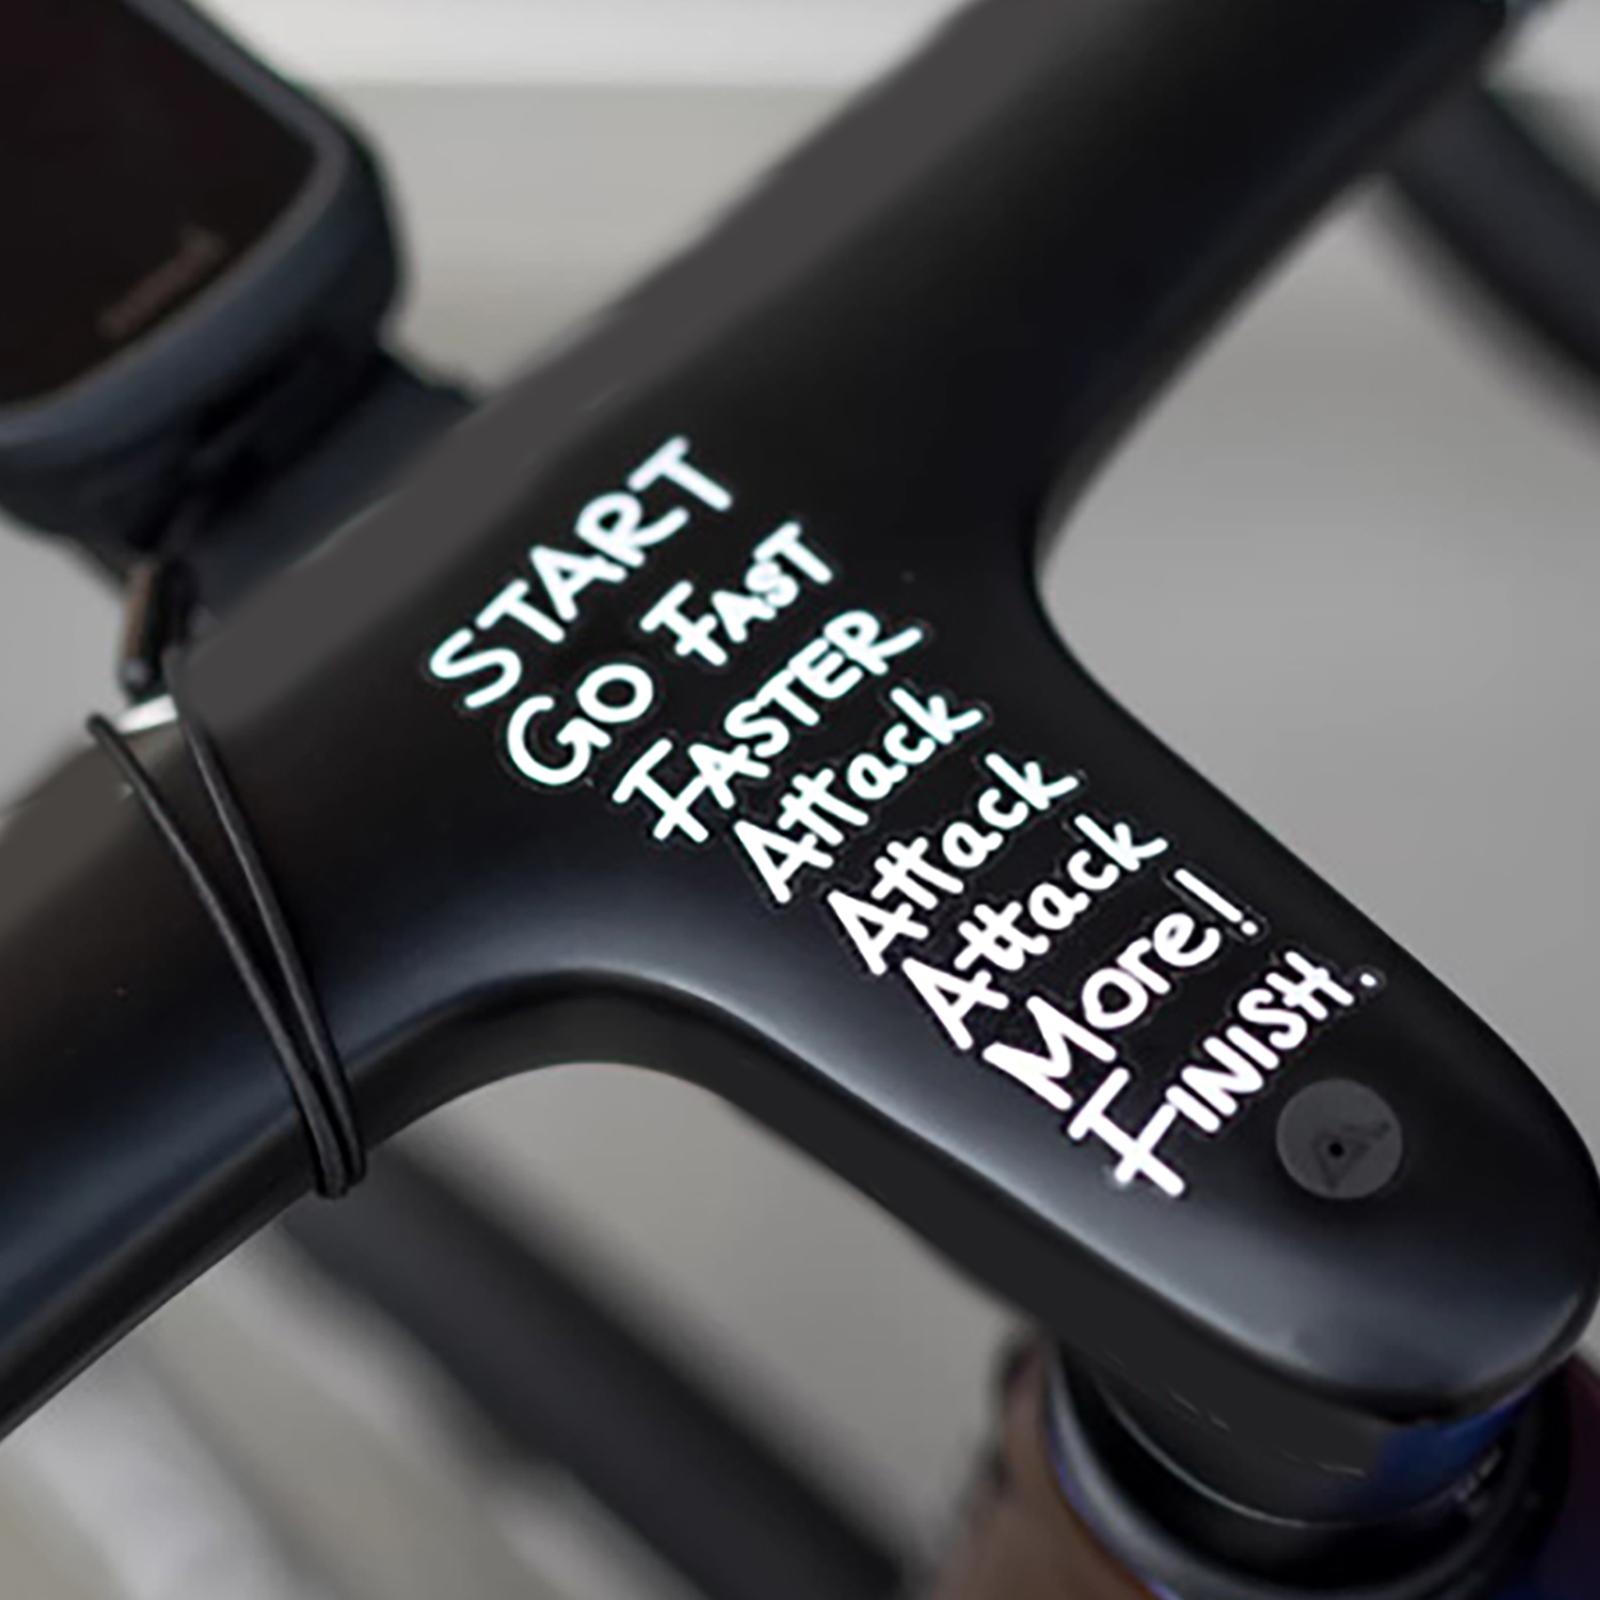 START
GO FAST
FASTER
Attack
Attack
Attack
More!
FINISH.